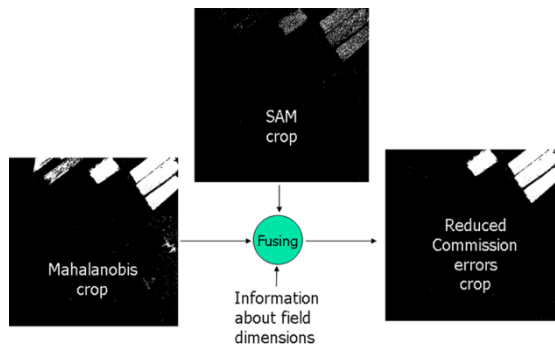 SAM
crop
Mahalanobis
crop
Fusing
Reduced
Commission
errors
crop
Information
about field
dimensions